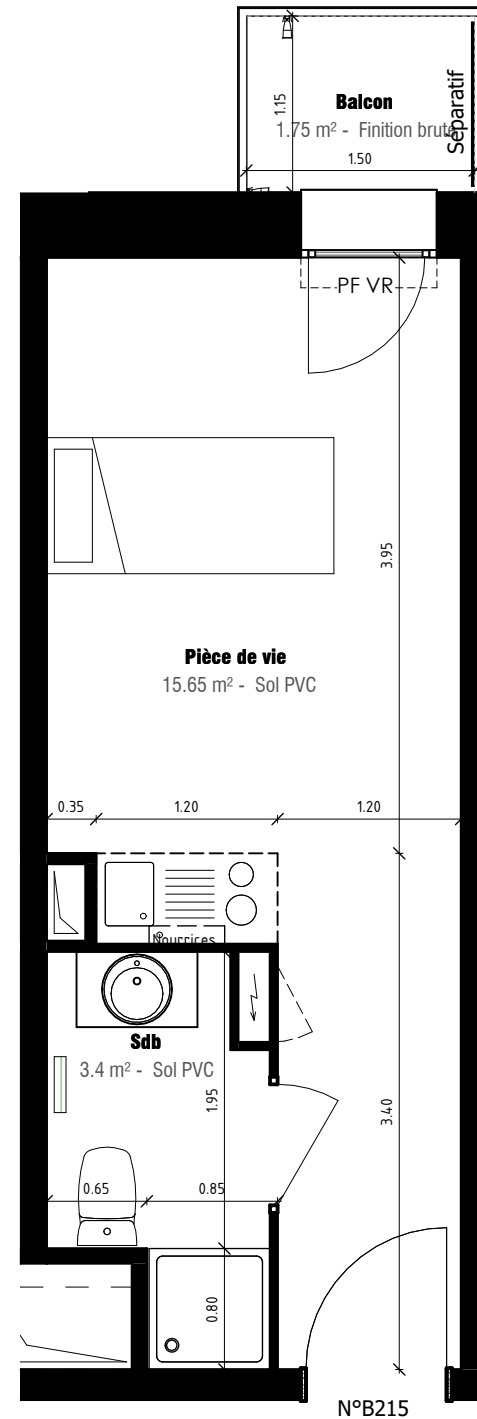 Balcon
1.75 m² - Finition brute
Séparatif
1.15
1.50
PF VR
3.95
Pièce de vie
15.65 m² - Sol PVC
0.35
1.20
1.20
Nourrices
Sdb
3.4 m² - Sol PVC
1.95
3.40
0.65
0.85
0.80
N°B215